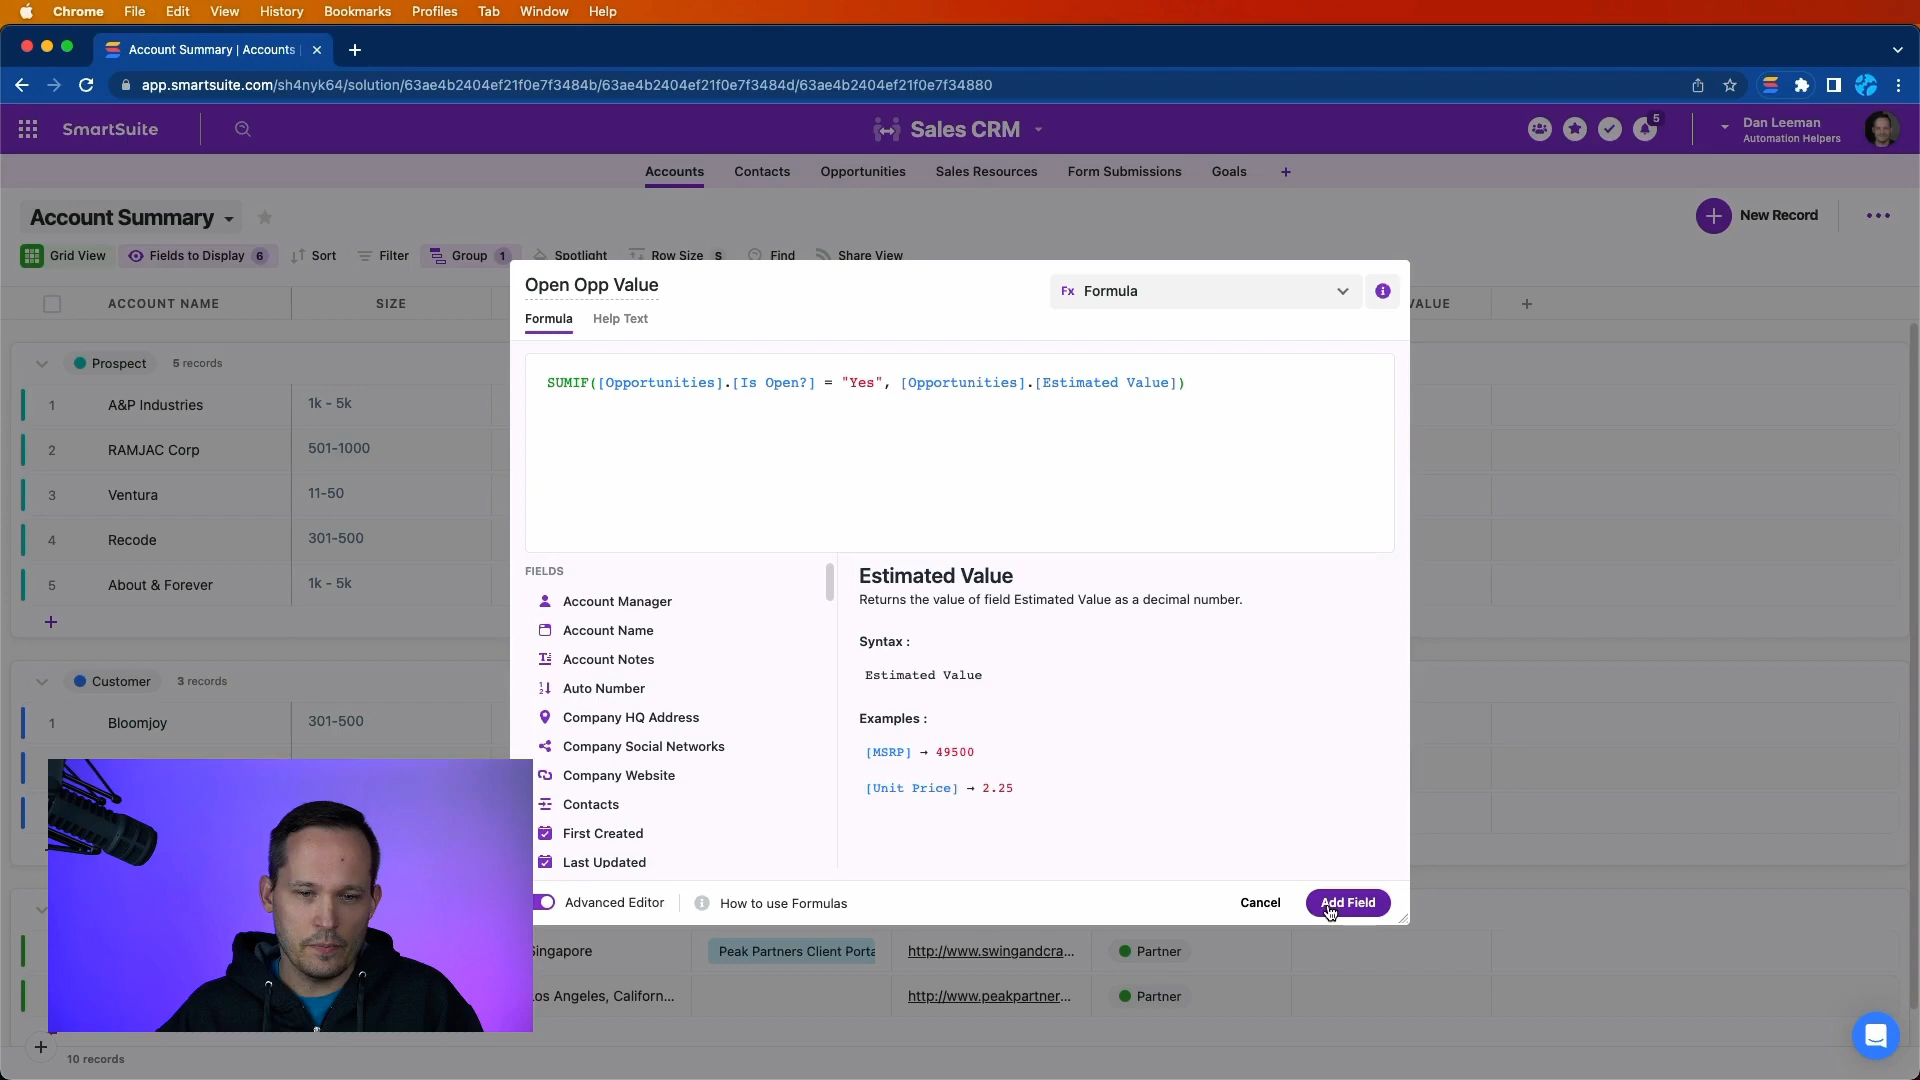 Chrome File Edit View History Bookmarks Profiles Tab Window Help
Account Summary | Accounts |
app.smartsuite.com/sh4nyk64/solution/63ae4b2404ef21f0e7f3484b/63ae4b2404ef21f0e7f3484d/63ae4b2404ef21f0e7f34880
SmartSuite
Sales CRM
5
Dan Leeman
Automation Helpers
Accounts Contacts Opportunities Sales Resources Form Submissions Goals
Account Summary
New Record
Grid View Fields to Display 6 Sort Filter Group 1 Spotlight Row Size S Find Share View
ACCOUNT NAME SIZE VALUE
Prospect 5 records
1 A&P Industries 1k - 5k
2 RAMJAC Corp 501-1000
3 Ventura 11-50
4 Recode 301-500
5 About & Forever 1k - 5k
Customer 3 records
1 Bloomjoy 301-500
Open Opp Value
Fx Formula
Formula Help Text
SUMIF([Opportunities].[Is Open?] = "Yes", [Opportunities].[Estimated Value])
FIELDS
Account Manager
Account Name
Account Notes
Auto Number
Company HQ Address
Company Social Networks
Company Website
Contacts
First Created
Last Updated
Estimated Value
Returns the value of field Estimated Value as a decimal number.
Syntax :
Estimated Value
Examples :
[MSRP] → 49500
[Unit Price] → 2.25
Advanced Editor
How to use Formulas
Cancel
Add Field
Singapore Peak Partners Client Porta http://www.swingandcra... Partner
Los Angeles, Californ... http://www.peakpartner... Partner
10 records